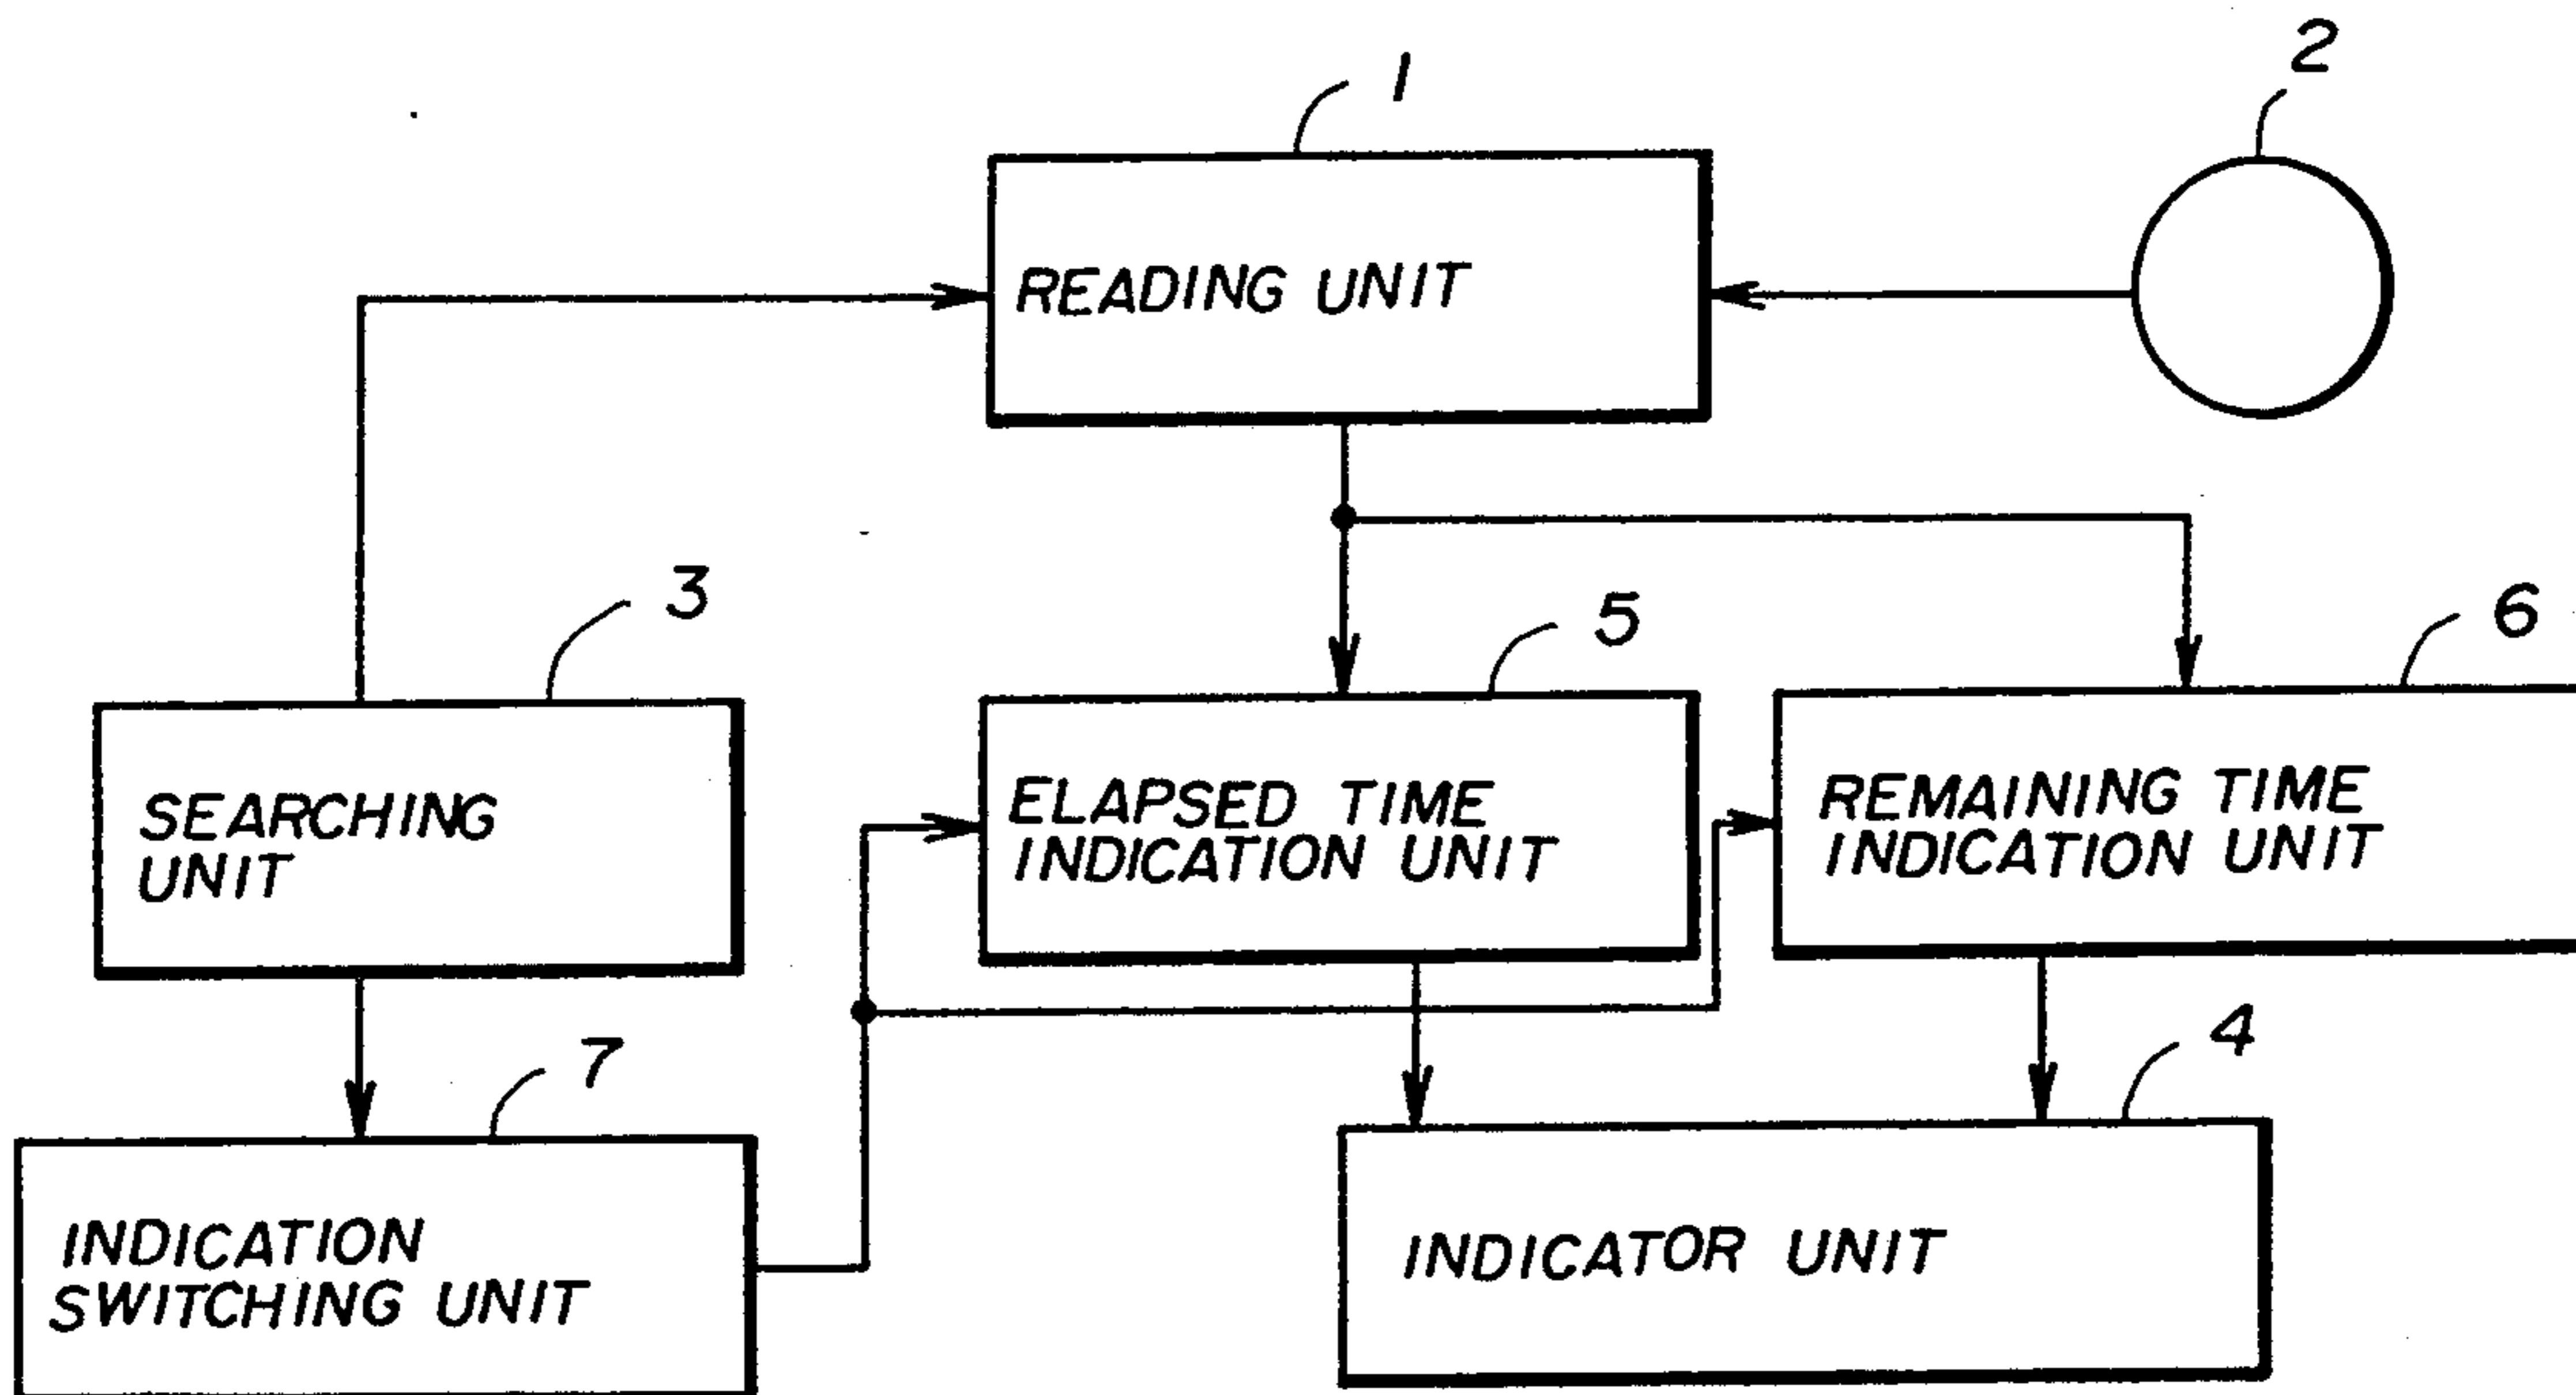 1
2
READING UNIT
3
5
6
SEARCHING
UNIT
ELAPSED TIME
INDICATION UNIT
REMAINING TIME
INDICATION UNIT
7
4
INDICATION
SWITCHING UNIT
INDICATOR UNIT